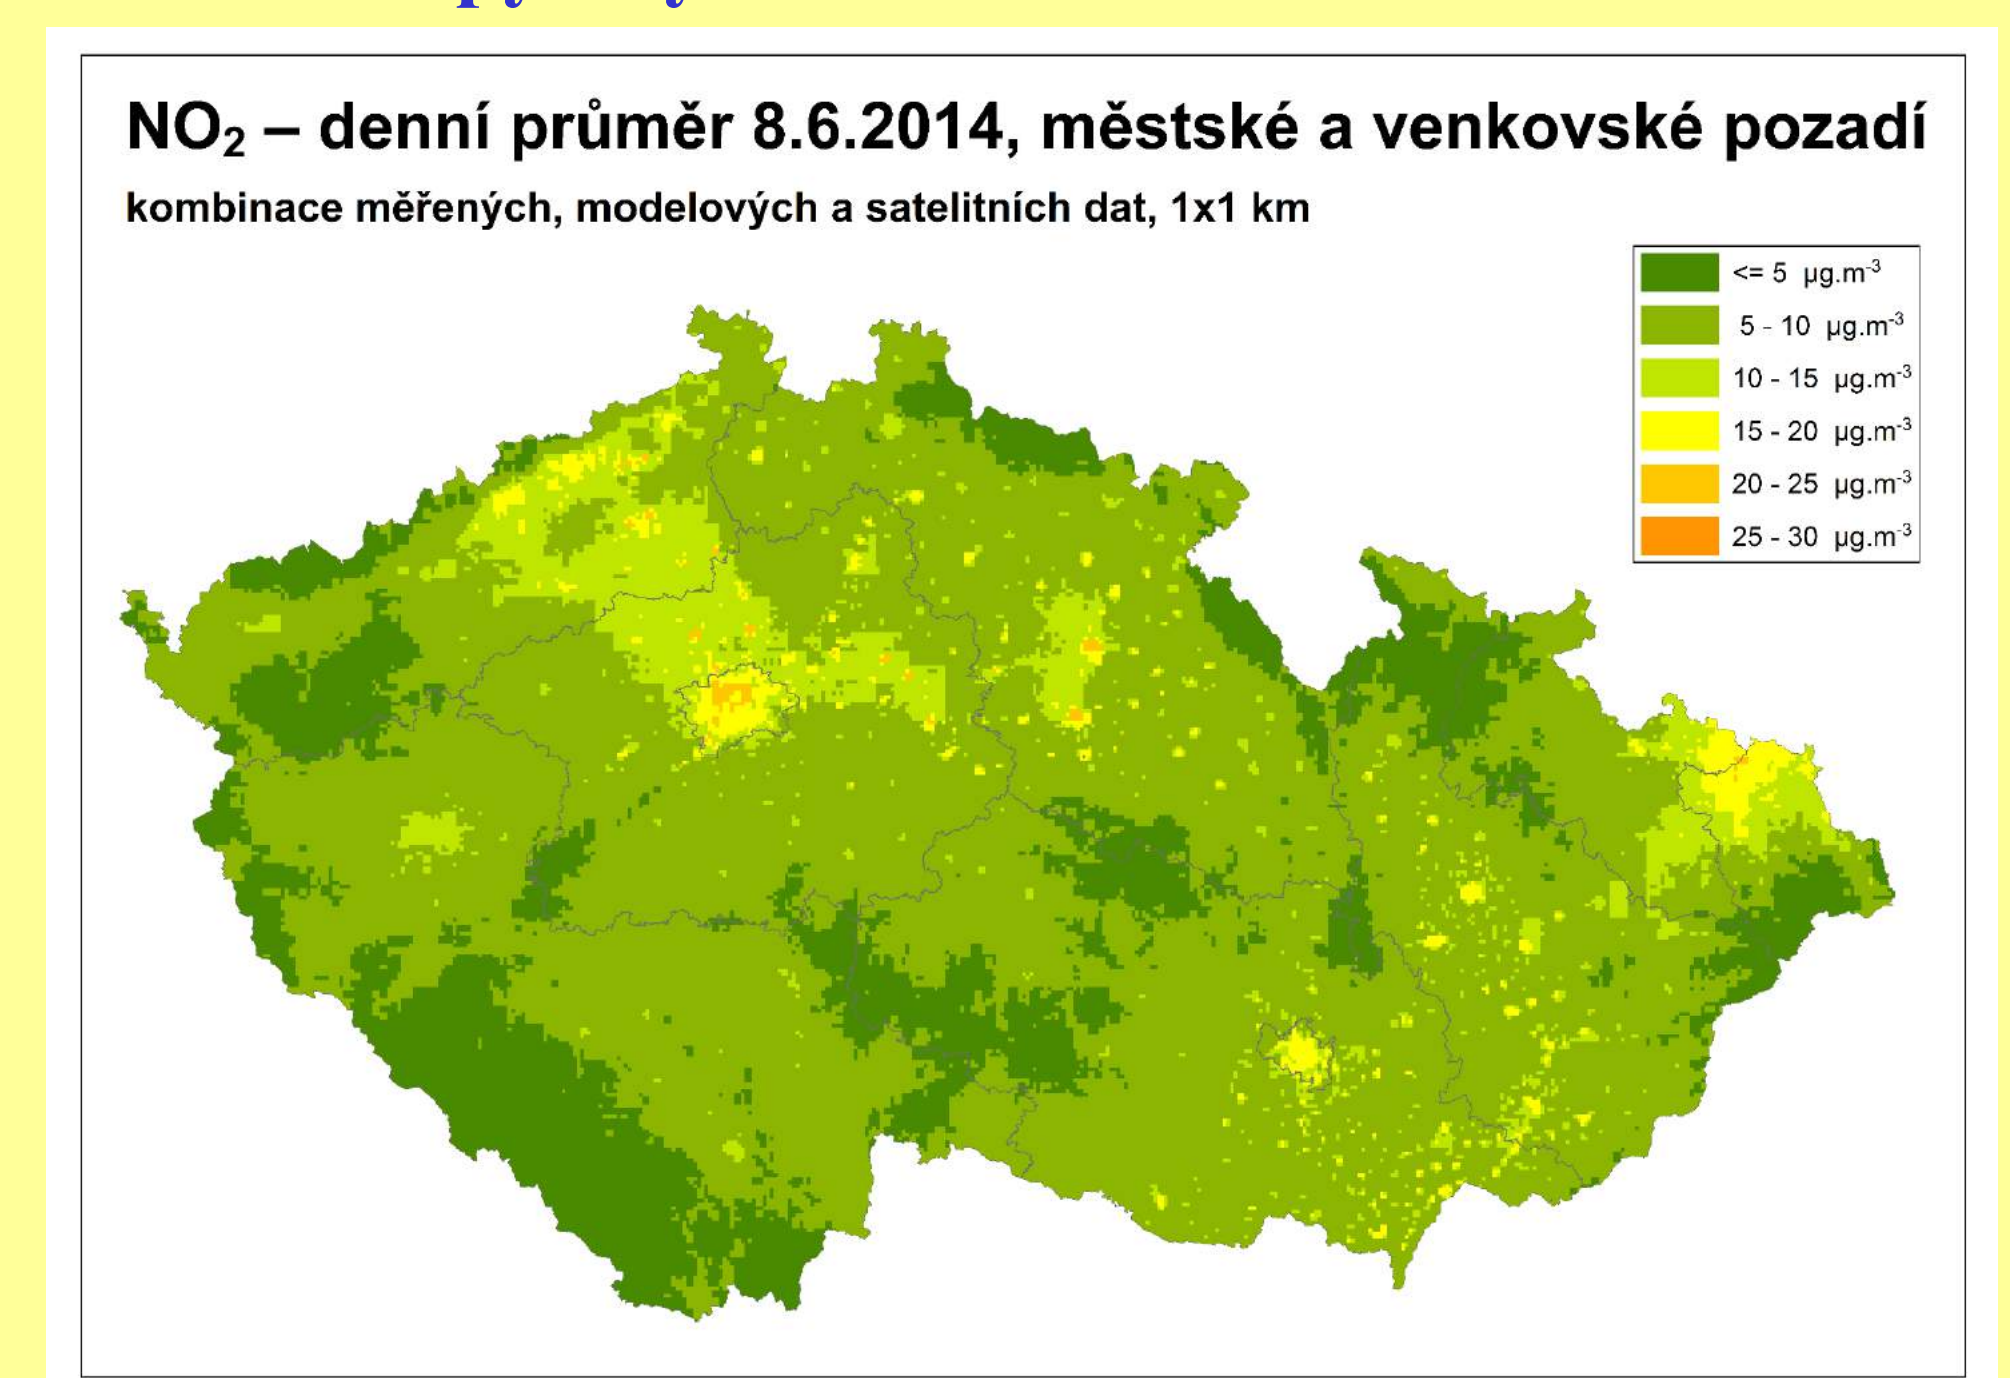 NO₂ – denní průměr 8.6.2014, městské a venkovské pozadí
kombinace měřených, modelových a satelitních dat, 1x1 km
<= 5 µg.m⁻³
5 - 10 µg.m⁻³
10 - 15 µg.m⁻³
15 - 20 µg.m⁻³
20 - 25 µg.m⁻³
25 - 30 µg.m⁻³